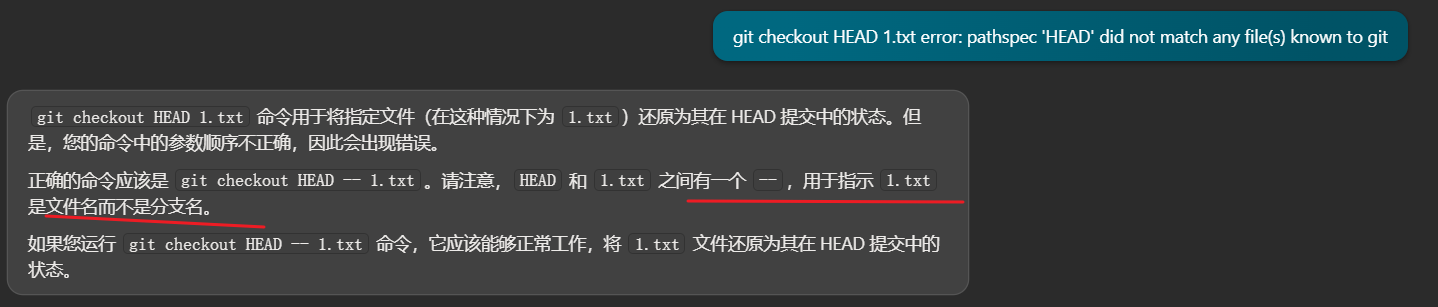 git checkout HEAD 1.txt error: pathspec 'HEAD' did not match any file(s) known to git
git checkout HEAD 1.txt 命令用于将指定文件（在这种情况下为 1.txt）还原为其在 HEAD 提交中的状态。但
是，您的命令中的参数顺序不正确，因此会出现错误。
正确的命令应该是 git checkout HEAD -- 1.txt。请注意， HEAD 和 1.txt 之间有一个 --，用于指示 1.txt
是文件名而不是分支名。
如果您运行 git checkout HEAD -- 1.txt 命令，它应该能够正常工作，将 1.txt 文件还原为其在 HEAD 提交中的
状态。